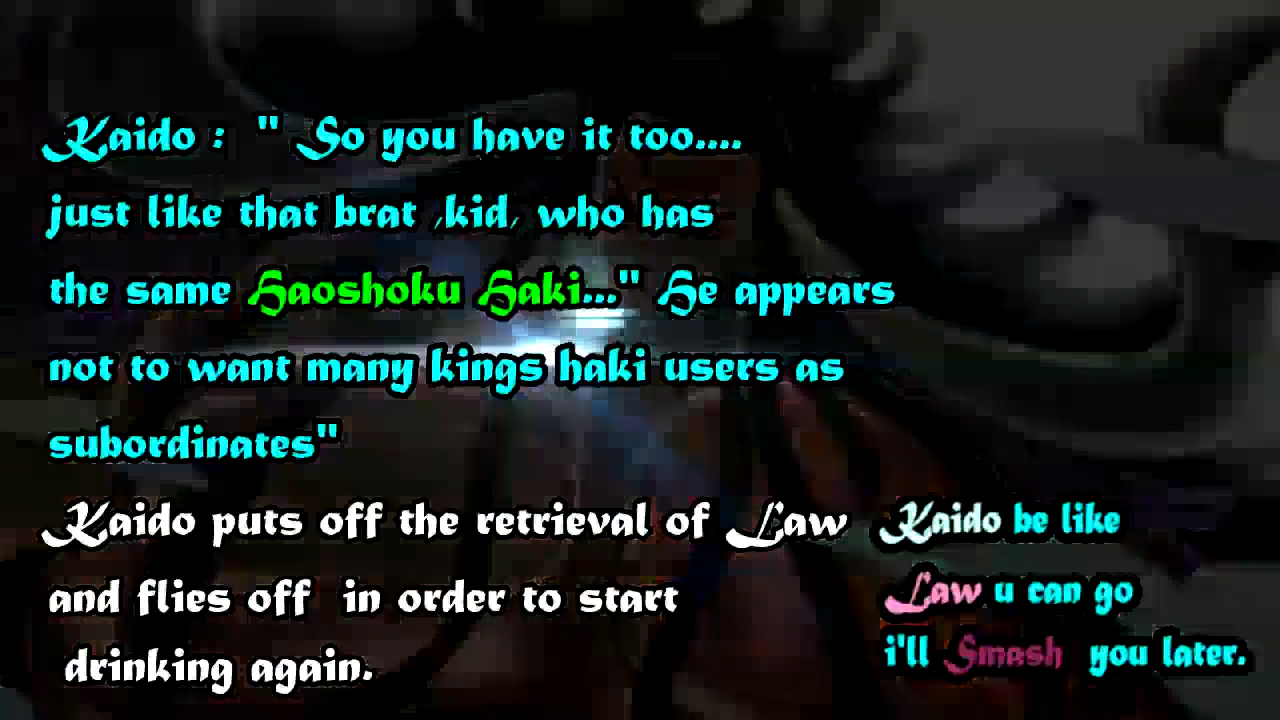 Kaido : " So you have it too....
just like that brat ,kid, who has
the same Haoshoku Haki..." He appears
not to want many kings haki users as
subordinates"
Kaido puts off the retrieval of Law
and flies off in order to start
drinking again.
Kaido be like
Law u can go
i'll Smash you later.